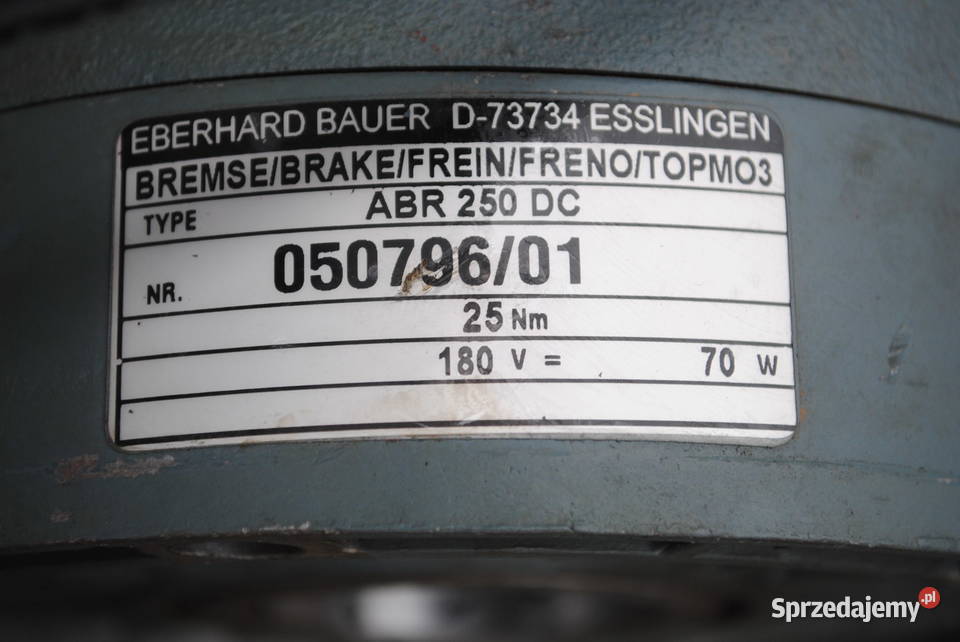 EBERHARD BAUER D-73734 ESSLINGEN
BREMSE/BRAKE/FREIN/FRENO/TOPMO3
TYPE ABR 250 DC
NR. 050796/01
25 Nm
180 V = 70 W
Sprzedajemy.pl